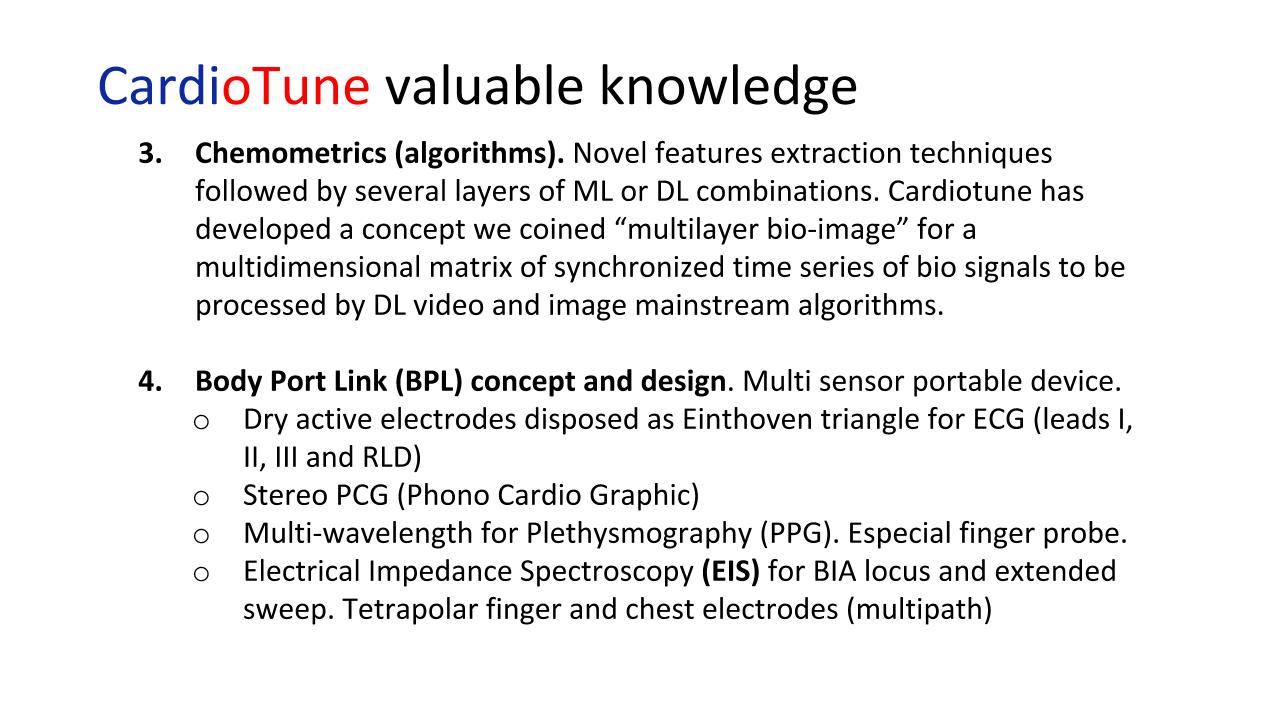 CardioTune valuable knowledge
3. Chemometrics (algorithms). Novel features extraction techniques
followed by several layers of ML or DL combinations. Cardiotune has
developed a concept we coined “multilayer bio-image” for a
multidimensional matrix of synchronized time series of bio signals to be
processed by DL video and image mainstream algorithms.
4. Body Port Link (BPL) concept and design. Multi sensor portable device.
o Dry active electrodes disposed as Einthoven triangle for ECG (leads I,
II, III and RLD)
o Stereo PCG (Phono Cardio Graphic)
o Multi-wavelength for Plethysmography (PPG). Especial finger probe.
o Electrical Impedance Spectroscopy (EIS) for BIA locus and extended
sweep. Tetrapolar finger and chest electrodes (multipath)